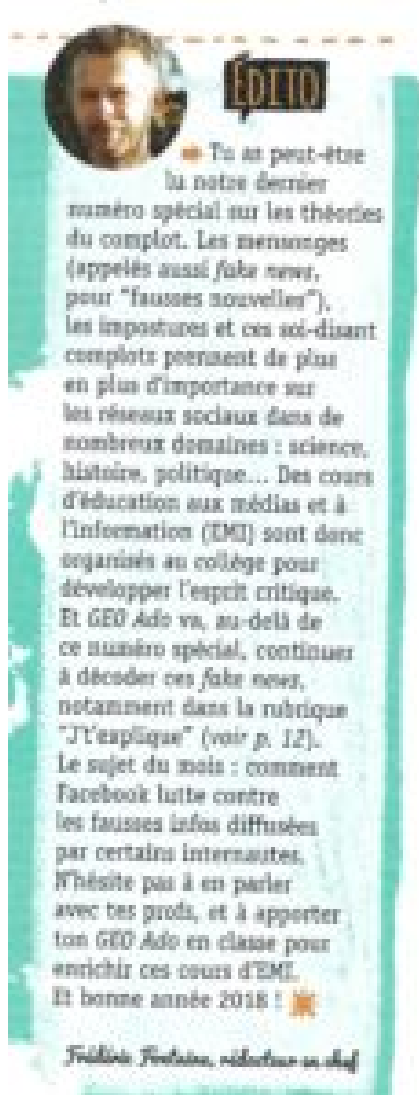 ÉDITO
Tu as peut-être
lu notre dernier
numéro spécial sur les théories
du complot. Les mensonges
(appelés aussi fake news,
pour "fausses nouvelles"),
les impostures et ces soi-disant
complots prennent de plus
en plus d'importance sur
les réseaux sociaux dans de
nombreux domaines : science,
histoire, politique... Des cours
d'éducation aux médias et à
l'information (EMI) sont donc
organisés au collège pour
développer l'esprit critique.
Et GEO Ado va, au-delà de
ce numéro spécial, continuer
à décoder ces fake news,
notamment dans la rubrique
"J't'explique" (voir p. 12).
Le sujet du mois : comment
Facebook lutte contre
les fausses infos diffusées
par certains internautes.
N'hésite pas à en parler
avec tes profs, et à apporter
ton GEO Ado en classe pour
enrichir ces cours d'EMI.
Et bonne année 2018 !
Frédéric Fontaine, rédacteur en chef